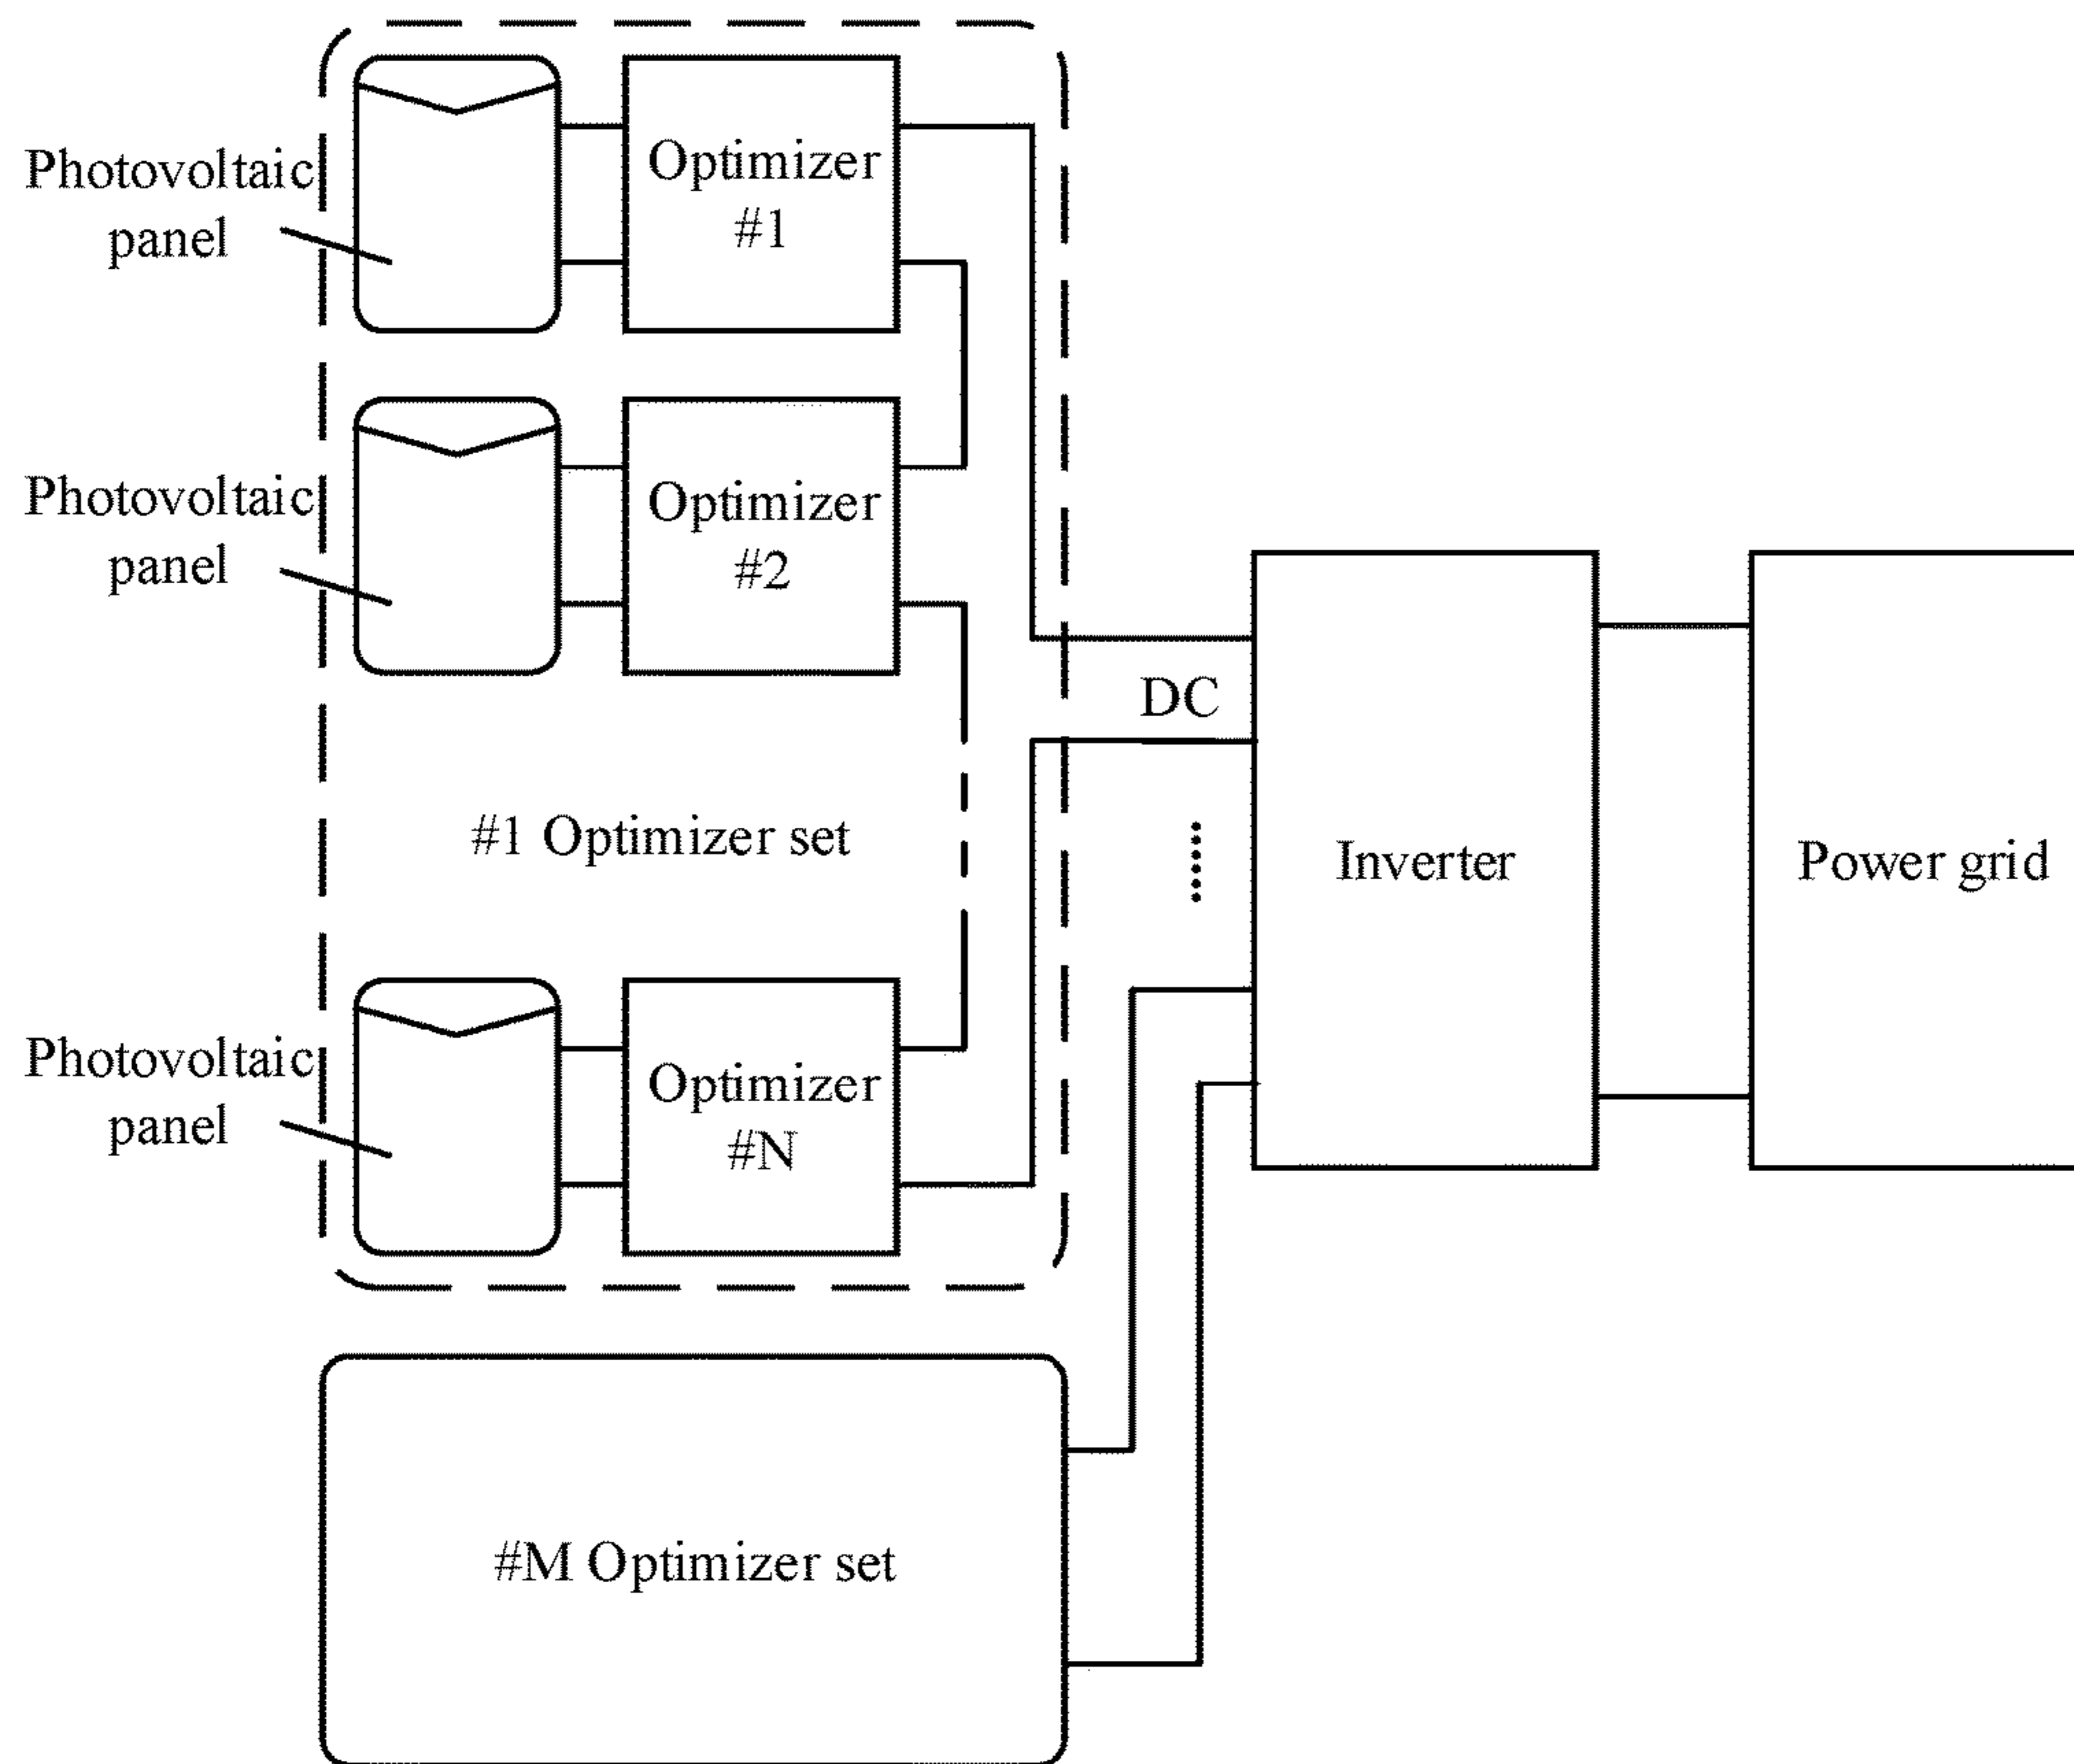 Photovoltaic
panel
Optimizer
#1
Photovoltaic
panel
Optimizer
#2
DC
#1 Optimizer set
Inverter
Power grid
Photovoltaic
panel
Optimizer
#N
#M Optimizer set